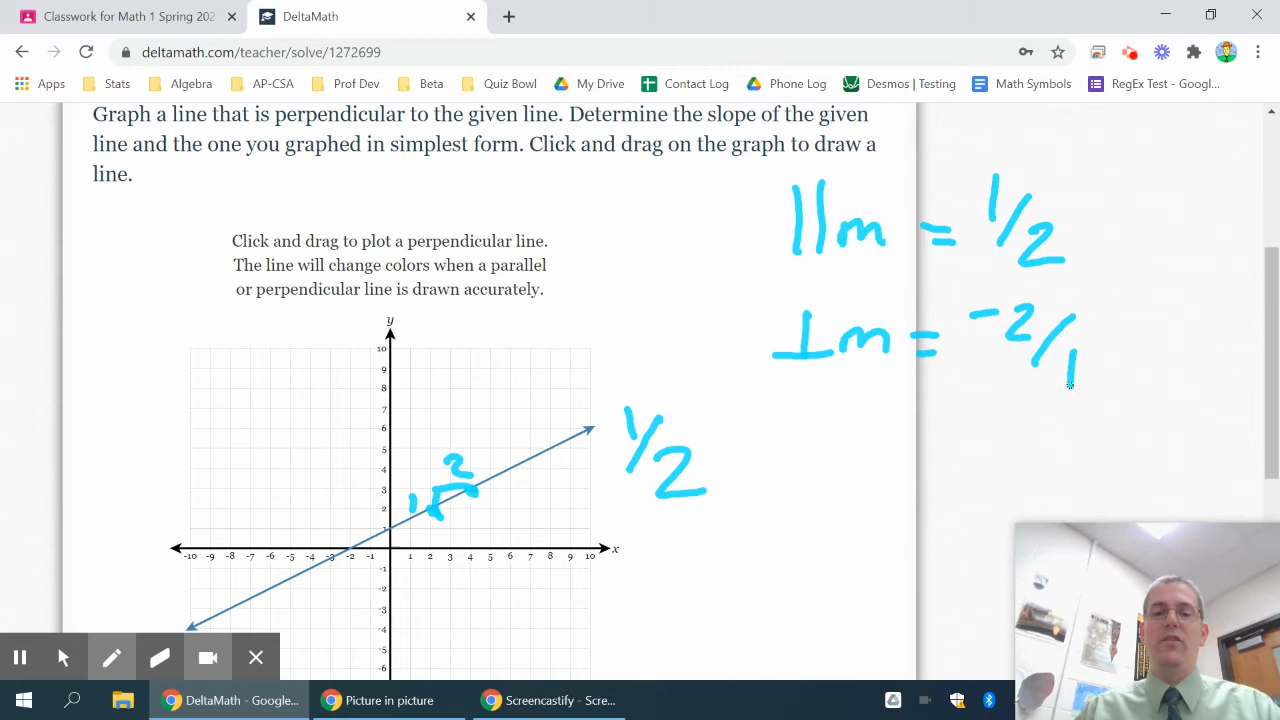 Classwork for Math 1 Spring 202
DeltaMath
deltamath.com/teacher/solve/1272699
Apps Stats Algebra AP-CSA Prof Dev Beta Quiz Bowl My Drive Contact Log Phone Log Desmos | Testing Math Symbols RegEx Test - Googl...
Graph a line that is perpendicular to the given line. Determine the slope of the given
line and the one you graphed in simplest form. Click and drag on the graph to draw a
line.
||m = 1/2
Click and drag to plot a perpendicular line.
The line will change colors when a parallel
or perpendicular line is drawn accurately.
⊥m = -2/1
y
10
9
8
7
6
5
4
3
2
1
2
1
1/2
-10 -9 -8 -7 -6 -5 -4 -3 -2 -1 1 2 3 4 5 6 7 8 9 10 x
-1
-2
-3
-4
-5
-6
DeltaMath - Google... Picture in picture Screencastify - Scre...